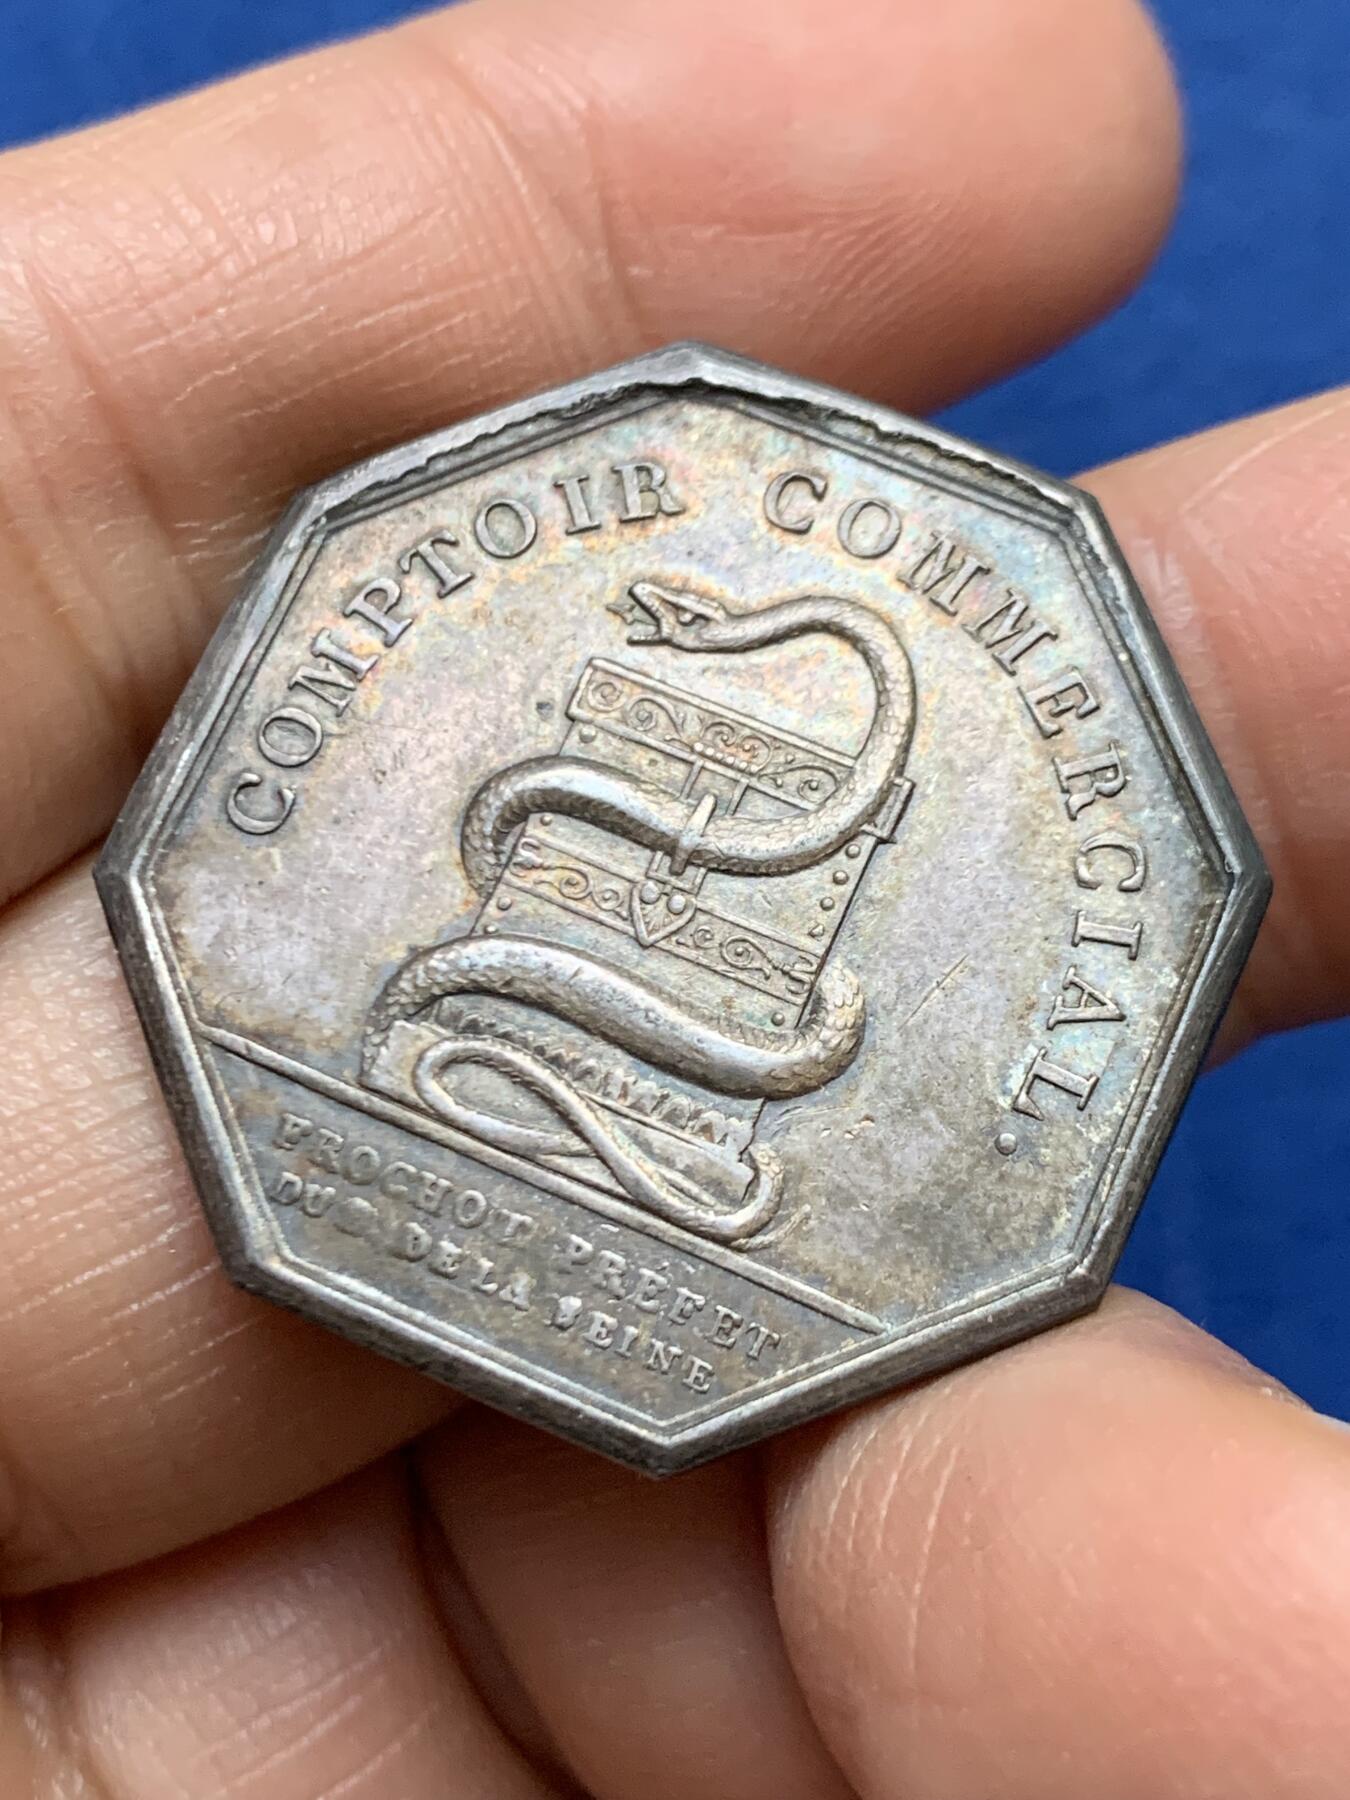 COMPTOIR COMMERCIAL.
FROCHOT PRÉFET
DU D. DE LA SEINE